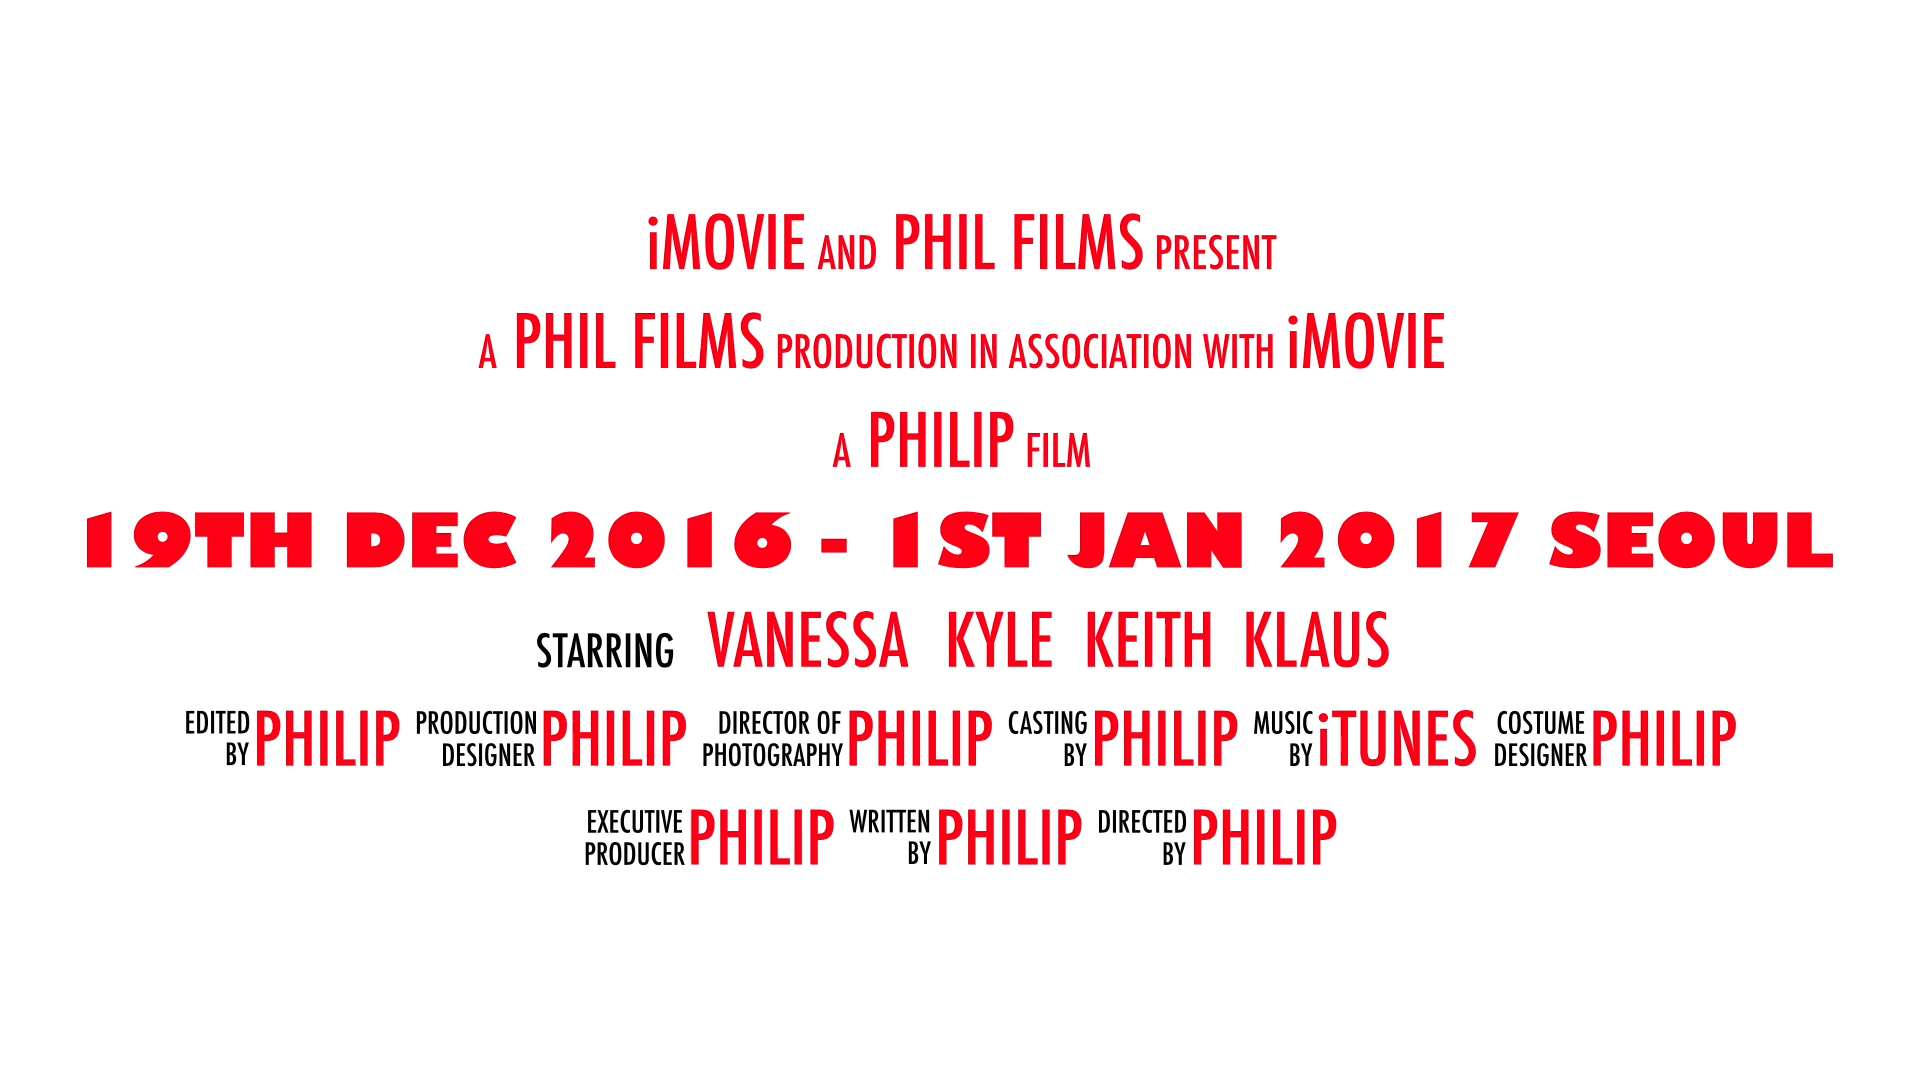 iMOVIE AND PHIL FILMS PRESENT
A PHIL FILMS PRODUCTION IN ASSOCIATION WITH iMOVIE
A PHILIP FILM
19TH DEC 2016 - 1ST JAN 2017 SEOUL
STARRING VANESSA KYLE KEITH KLAUS
EDITED BY PHILIP PRODUCTION DESIGNER PHILIP DIRECTOR OF PHOTOGRAPHY PHILIP CASTING BY PHILIP MUSIC BY iTUNES COSTUME DESIGNER PHILIP
EXECUTIVE PRODUCER PHILIP WRITTEN BY PHILIP DIRECTED BY PHILIP